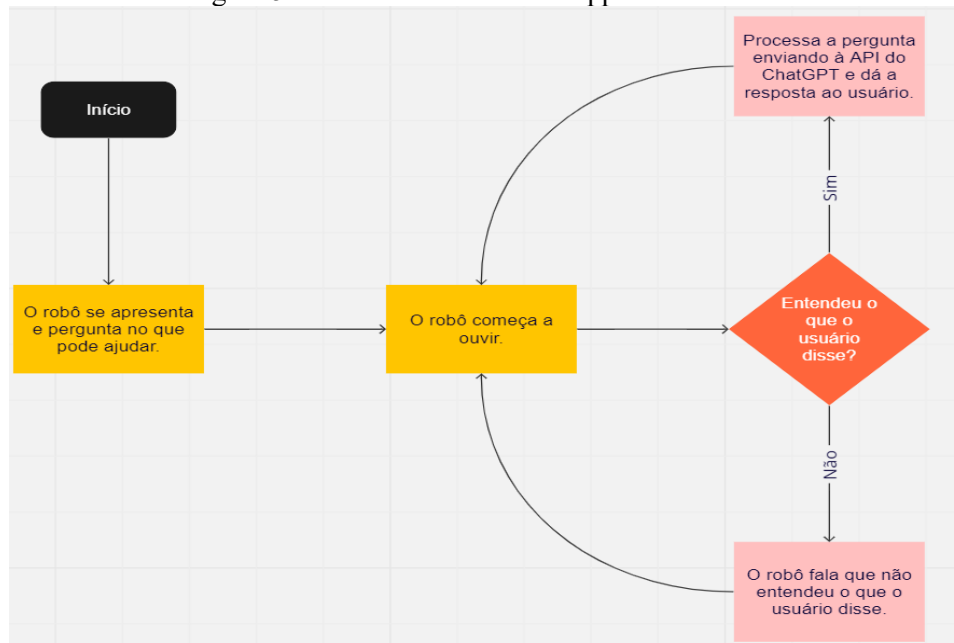 Início
O robô se apresenta
e pergunta no que
pode ajudar.
O robô começa a
ouvir.
Entendeu o
que o
usuário
disse?
Sim
Processa a pergunta
enviando à API do
ChatGPT e dá a
resposta ao usuário.
Não
O robô fala que não
entendeu o que o
usuário disse.